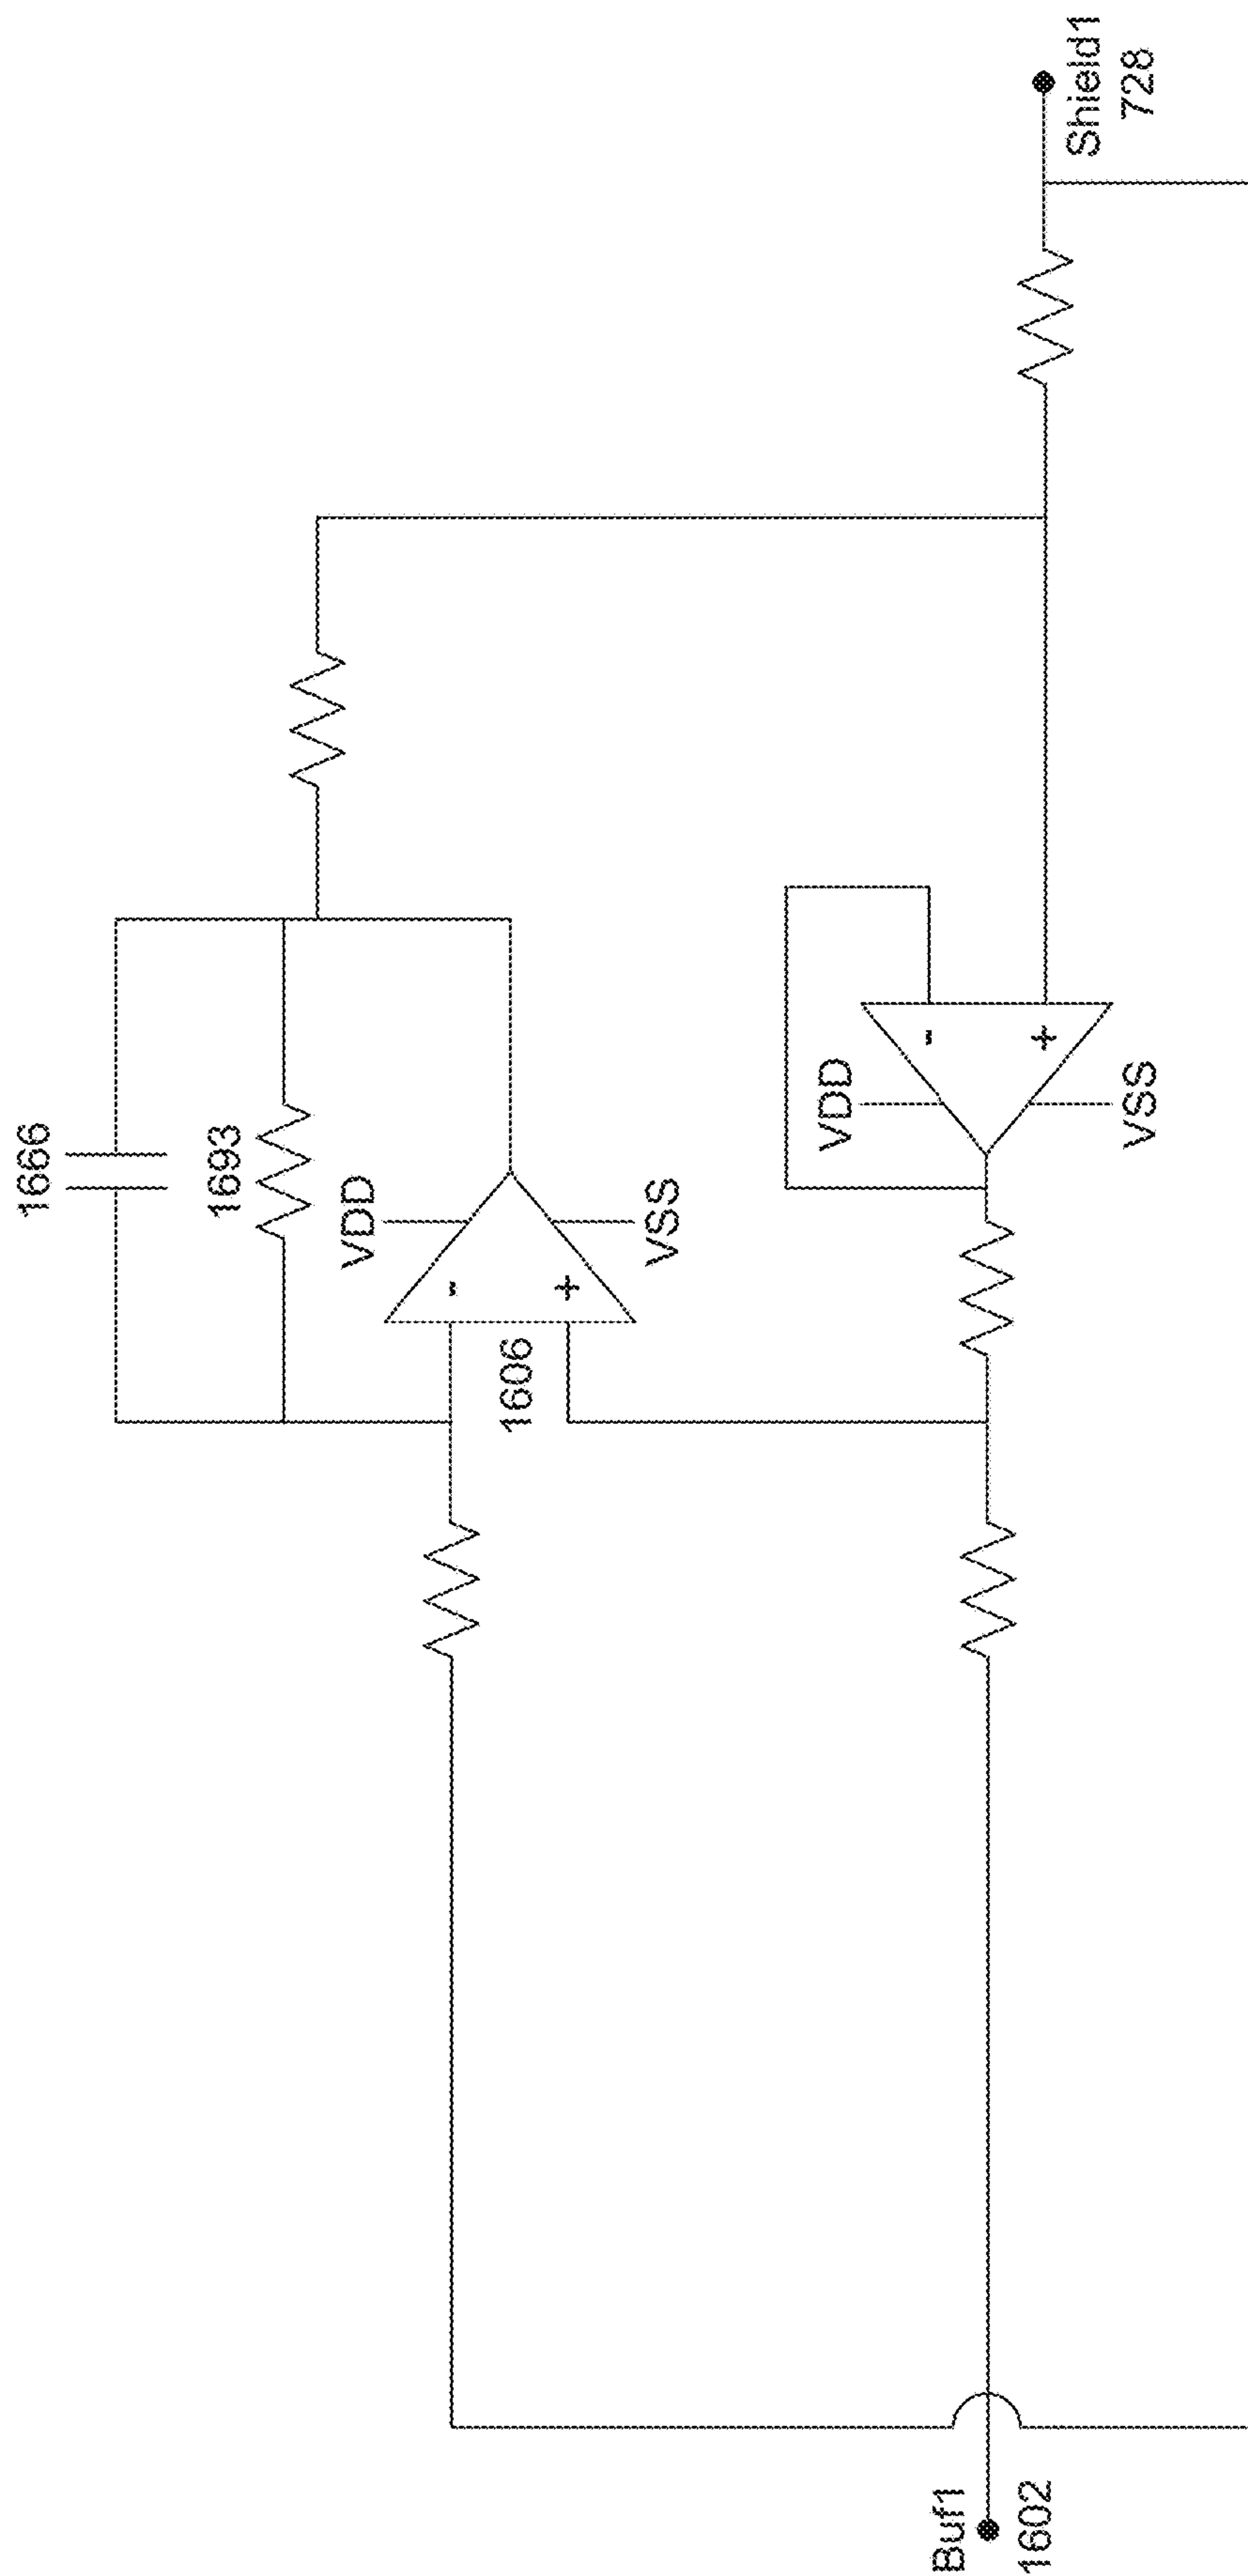 1666
1693
VDD
-
+
1606
VSS
VDD
-
+
VSS
Shield1
728
Buf1
1602